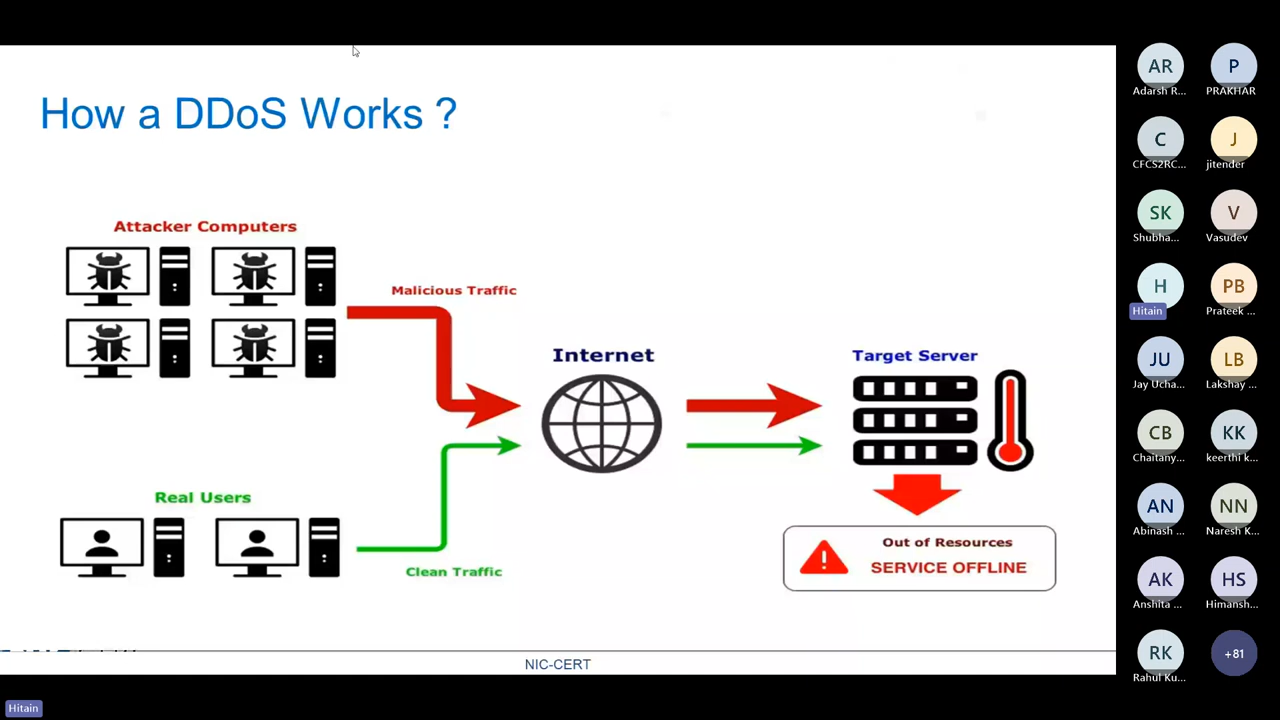 How a DDoS Works ?
Attacker Computers
Malicious Traffic
Internet
Target Server
Real Users
Clean Traffic
Out of Resources
SERVICE OFFLINE
NIC-CERT
Hitain
AR
Adarsh R...
P
PRAKHAR
C
CFCS2RC...
J
jitender
SK
Shubha...
V
Vasudev
H
Hitain
PB
Prateek ...
JU
Jay Ucha...
LB
Lakshay ...
CB
Chaitany...
KK
keerthi k...
AN
Abinash ...
NN
Naresh K...
AK
Anshita ...
HS
Himansh...
RK
Rahul Ku...
+81